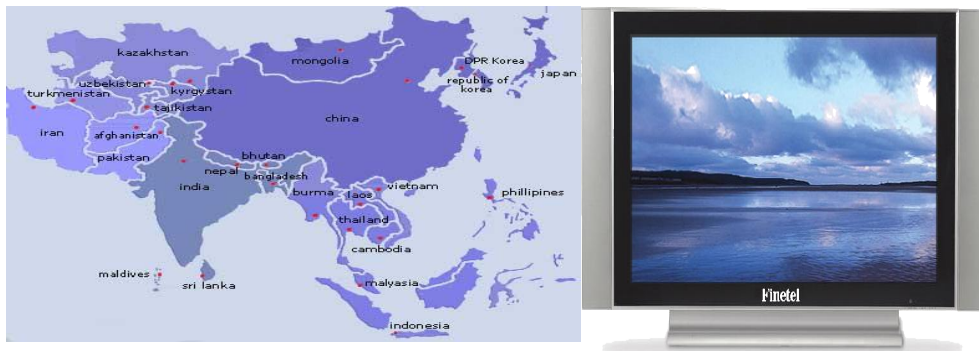 kazakhstan
mongolia
DPR Korea
japan
uzbekistan
republic of
korea
kyrgystan
turkmenistan
tajikistan
china
iran
afghanistan
pakistan
bhutan
nepal
bangladesh
india
burma
laos
vietnam
phillipines
thailand
cambodia
maldives
sri lanka
malyasia
indonesia
Finetel